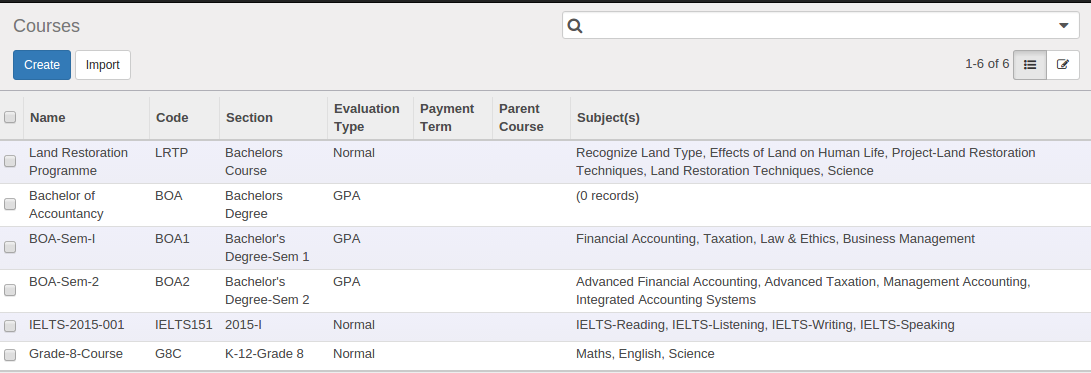 Courses
Create Import 1-6 of 6
Name Code Section Evaluation Type Payment Term Parent Course Subject(s)
Land Restoration LRTP Bachelors Normal Recognize Land Type, Effects of Land on Human Life, Project-Land Restoration
Programme Course Techniques, Land Restoration Techniques, Science
Bachelor of BOA Bachelors GPA (0 records)
Accountancy Degree
BOA-Sem-I BOA1 Bachelor's GPA Financial Accounting, Taxation, Law & Ethics, Business Management
Degree-Sem 1
BOA-Sem-2 BOA2 Bachelor's GPA Advanced Financial Accounting, Advanced Taxation, Management Accounting,
Degree-Sem 2 Integrated Accounting Systems
IELTS-2015-001 IELTS151 2015-I Normal IELTS-Reading, IELTS-Listening, IELTS-Writing, IELTS-Speaking
Grade-8-Course G8C K-12-Grade 8 Normal Maths, English, Science